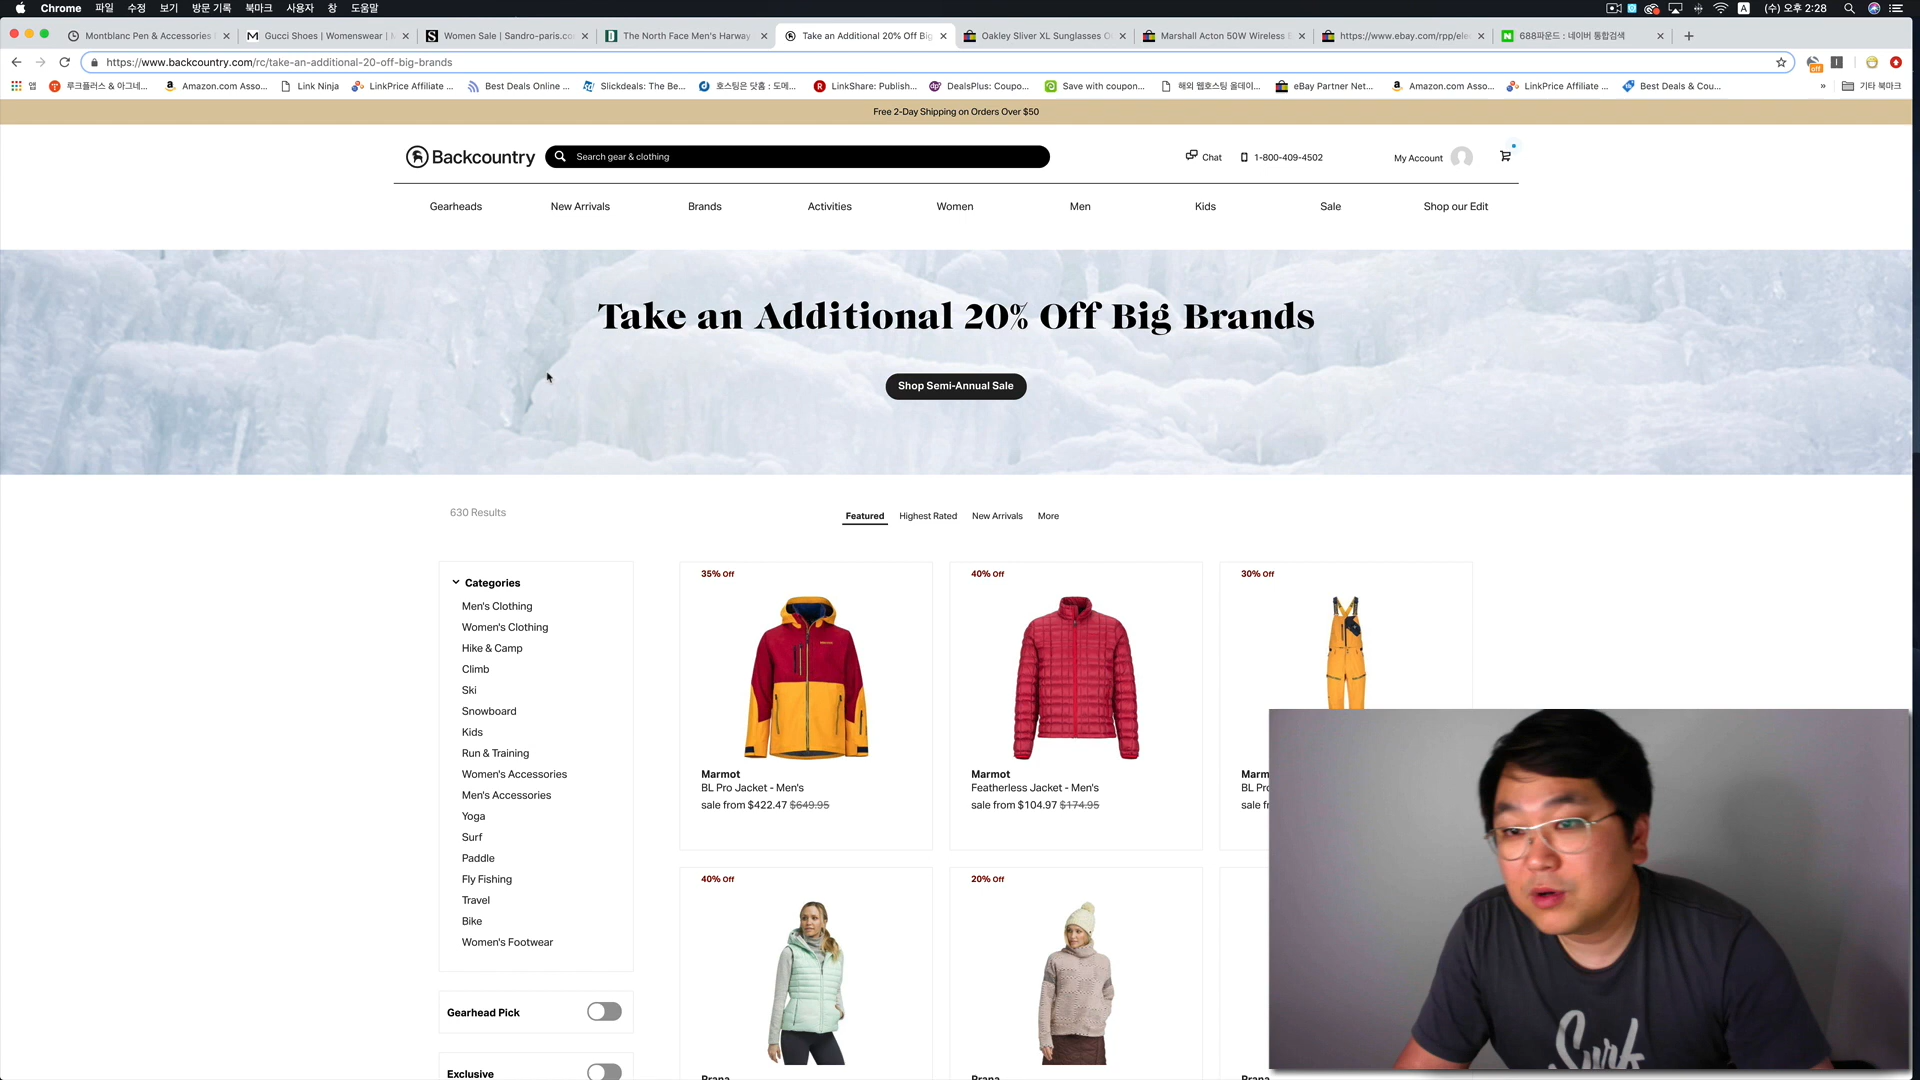 Chrome 파일 수정 보기 방문 기록 북마크 사용자 창 도움말 A (수) 오후 2:28
Montblanc Pen & Accessories
Gucci Shoes | Womenswear |
Women Sale | Sandro-paris.co
The North Face Men's Harway
Take an Additional 20% Off Big
Oakley Sliver XL Sunglasses O
Marshall Acton 50W Wireless
https://www.ebay.com/rpp/ele
688파운드 : 네이버 통합검색
https://www.backcountry.com/rc/take-an-additional-20-off-big-brands
앱 루크플러스 & 아그네... Amazon.com Asso... Link Ninja LinkPrice Affiliate ... Best Deals Online ... Slickdeals: The Be... 호스팅은 닷홈 : 도메... LinkShare: Publish... DealsPlus: Coupo... Save with coupon... 해외 웹호스팅 올데이... eBay Partner Net... Amazon.com Asso... LinkPrice Affiliate ... Best Deals & Cou... » 기타 북마크
Free 2-Day Shipping on Orders Over $50
Backcountry
Search gear & clothing
Chat
1-800-409-4502
My Account
Gearheads New Arrivals Brands Activities Women Men Kids Sale Shop our Edit
Take an Additional 20% Off Big Brands
Shop Semi-Annual Sale
630 Results
Featured Highest Rated New Arrivals More
Categories
Men's Clothing
Women's Clothing
Hike & Camp
Climb
Ski
Snowboard
Kids
Run & Training
Women's Accessories
Men's Accessories
Yoga
Surf
Paddle
Fly Fishing
Travel
Bike
Women's Footwear
Gearhead Pick
Exclusive
35% Off
Marmot
BL Pro Jacket - Men's
sale from $422.47 $649.95
40% Off
Marmot
Featherless Jacket - Men's
sale from $104.97 $174.95
30% Off
Marm
BL Pro
sale fr
40% Off
Prana
20% Off
Prana
Prana
Surk